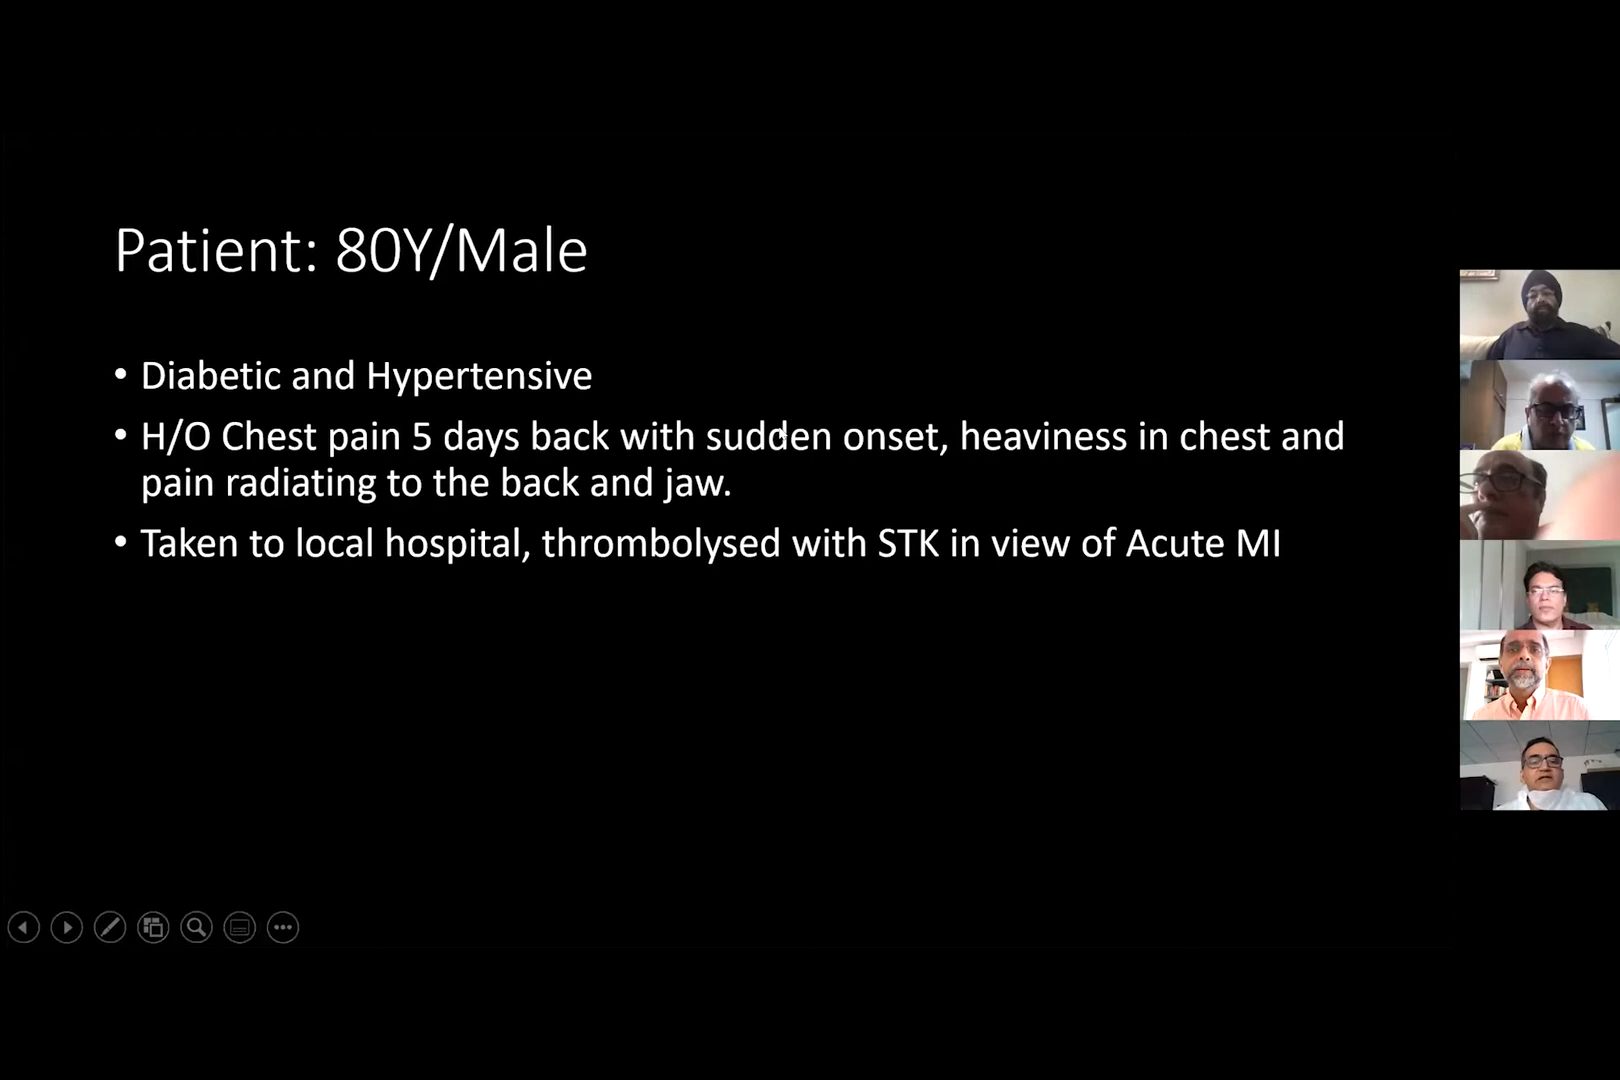 Patient: 80Y/Male
• Diabetic and Hypertensive
• H/O Chest pain 5 days back with sudden onset, heaviness in chest and
pain radiating to the back and jaw.
• Taken to local hospital, thrombolysed with STK in view of Acute MI